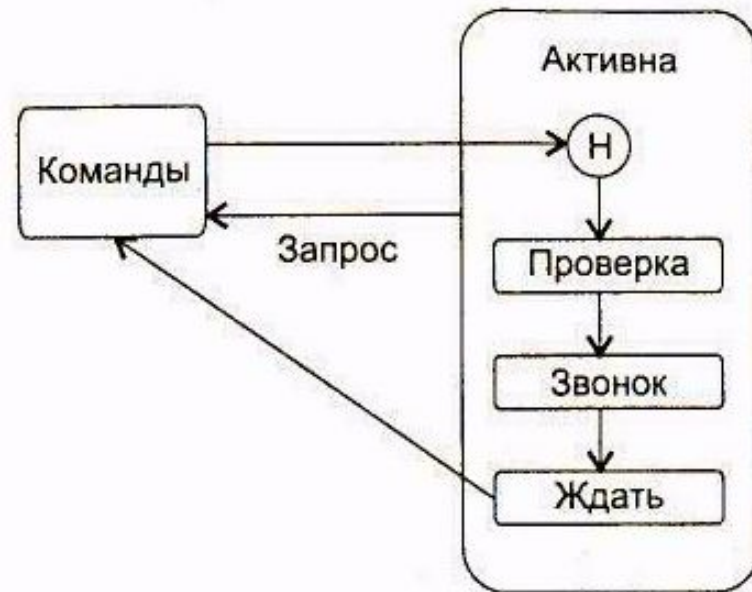 Активна
Н
Команды
Запрос
Проверка
Звонок
Ждать